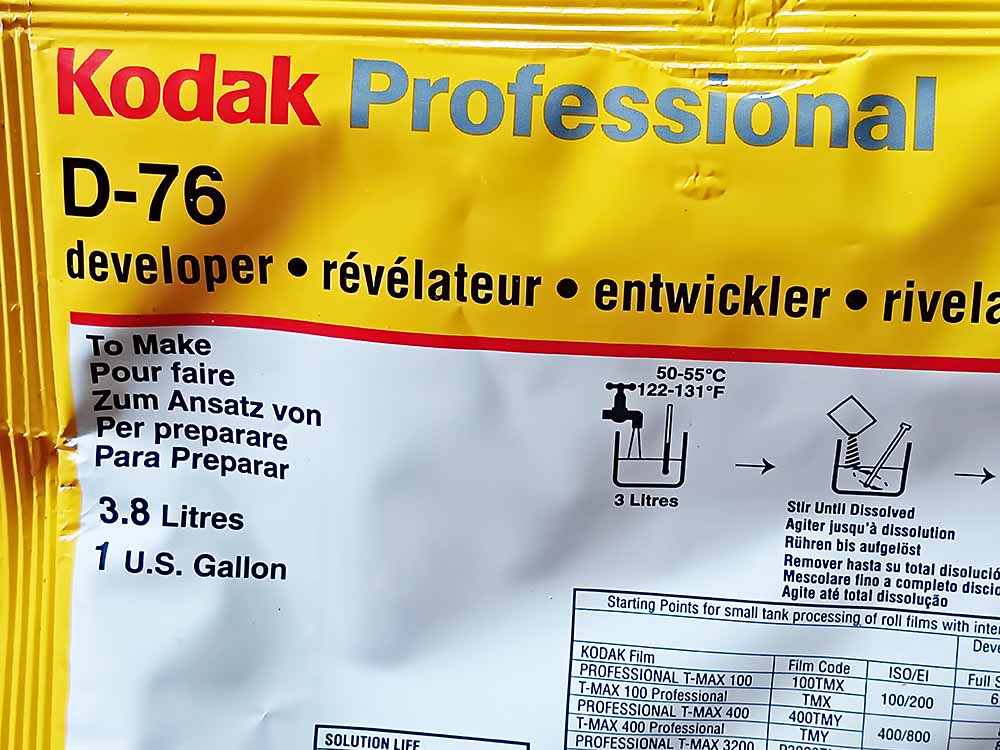 Kodak Professional
D-76
developer • révélateur • entwickler •
To Make
Pour faire
Zum Ansatz von
Per preparare
Para Preparar
3.8 Litres
1 U.S. Gallon
50-55°C
122-131°F
3 Litres
Stir Until Dissolved
Agiter jusqu'à dissolution
Rühren bis aufgelöst
Remover hasta su total
Mescolare fino a completo
Agite até total dissolução
Starting Points for small tank processing of roll films with
KODAK Film
Film Code
ISO/EI
Full
PROFESSIONAL T-MAX 100
100TMX
100/200
T-MAX 100 Professional
TMX
PROFESSIONAL T-MAX 400
400TMY
400/800
T-MAX 400 Professional
TMY
PROFESSIONAL T-MAX 3200
SOLUTION LIFE